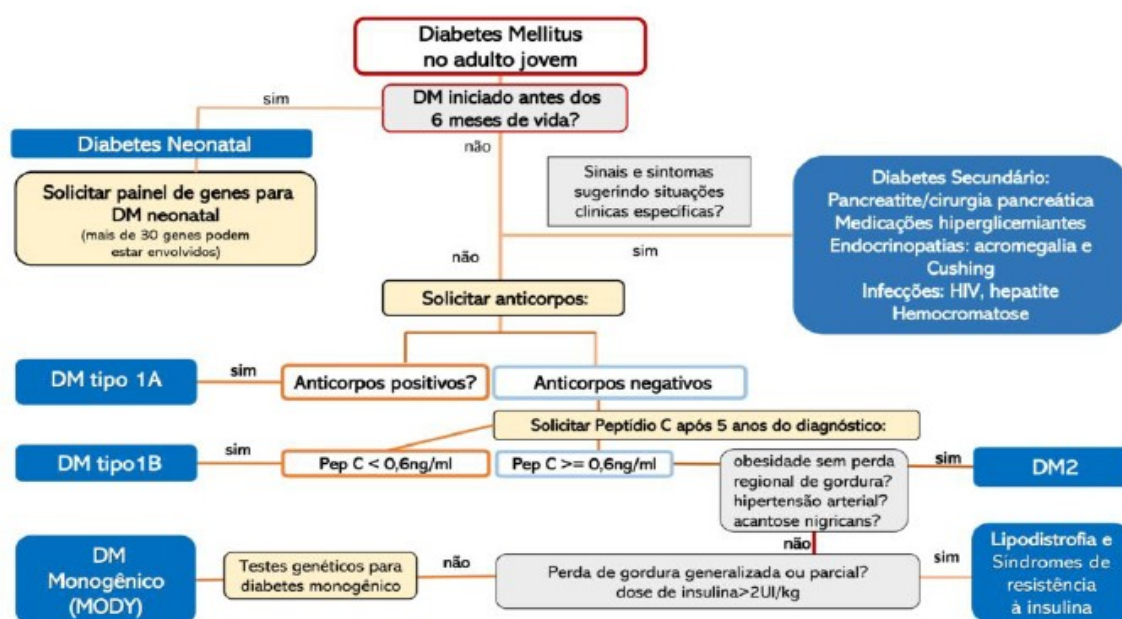 Diabetes Mellitus
no adulto jovem
sim
DM iniciado antes dos
6 meses de vida?
Diabetes Neonatal
não
Solicitar painel de genes para
DM neonatal
(mais de 30 genes podem
estar envolvidos)
Sinais e sintomas
sugerindo situações
clinicas especificas?
Diabetes Secundário:
Pancreatite/cirurgia pancreática
Medicações hiperglicemiantes
Endocrinopatias: acromegalia e
Cushing
Infecções: HIV, hepatite
Hemocromatose
não
sim
Solicitar anticorpos:
DM tipo 1A
sim
Anticorpos positivos?
Anticorpos negativos
Solicitar Peptídio C após 5 anos do diagnóstico:
DM tipo1B
sim
Pep C < 0,6ng/ml
Pep C >= 0,6ng/ml
obesidade sem perda
regional de gordura?
hipertensão arterial?
acantose nigricans?
sim
DM2
não
DM
Monogênico
(MODY)
Testes genéticos para
diabetes monogênico
não
Perda de gordura generalizada ou parcial?
dose de insulina>2UI/kg
sim
Lipodistrofia e
Síndromes de
resistência
à insulina